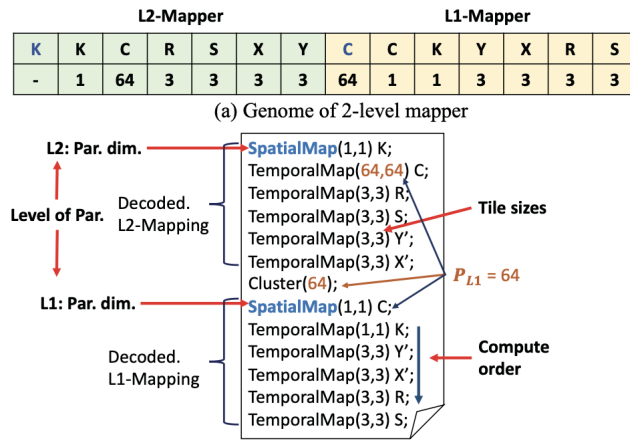 L2-Mapper L1-Mapper
K K C R S X Y C C K Y X R S
- 1 64 3 3 3 3 64 1 1 3 3 3 3
(a) Genome of 2-level mapper
L2: Par. dim.
Level of Par.
L1: Par. dim.
Decoded.
L2-Mapping
Decoded.
L1-Mapping
SpatialMap(1,1) K;
TemporalMap(64,64) C;
TemporalMap(3,3) R;
TemporalMap(3,3) S;
TemporalMap(3,3) Y’;
TemporalMap(3,3) X’;
Cluster(64);
SpatialMap(1,1) C;
TemporalMap(1,1) K;
TemporalMap(3,3) Y’;
TemporalMap(3,3) X’;
TemporalMap(3,3) R;
TemporalMap(3,3) S;
Tile sizes
P_L1 = 64
Compute
order